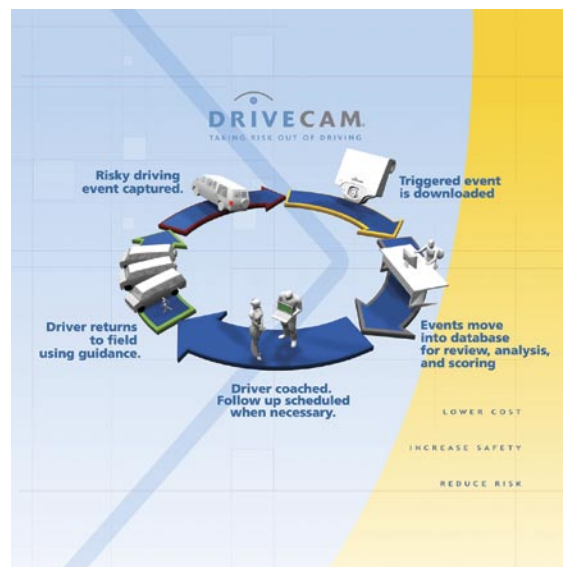 DRIVECAM
TAKING RISK OUT OF DRIVING
Risky driving
event captured.
Triggered event
is downloaded
Events move
into database
for review, analysis,
and scoring
Driver coached.
Follow up scheduled
when necessary.
Driver returns
to field
using guidance.
LOWER COST
INCREASE SAFETY
REDUCE RISK